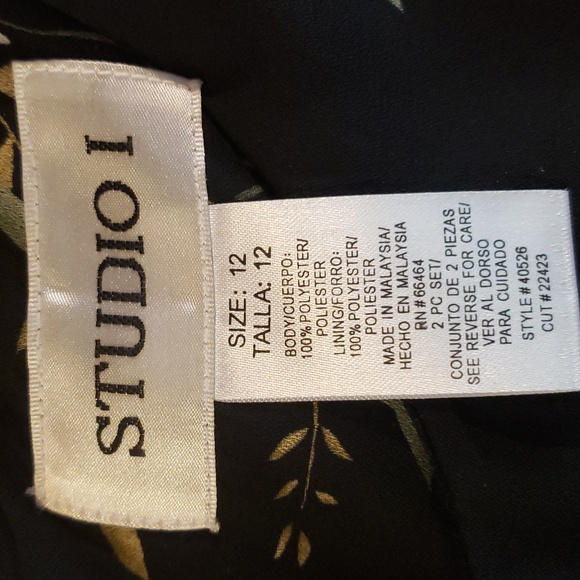 STUDIO I
SIZE: 12
TALLA: 12
BODY/CUERPO:
100%POLYESTER/
POLIESTER
LINING/FORRO:
100%POLYESTER/
POLIESTER
MADE IN MALAYSIA/
HECHO EN MALAYSIA
RN#66464
2 PC SET/
CONJUNTO DE 2 PIEZAS
SEE REVERSE FOR CARE/
VER AL DORSO
PARA CUIDADO
STYLE#40526
CUT#22423